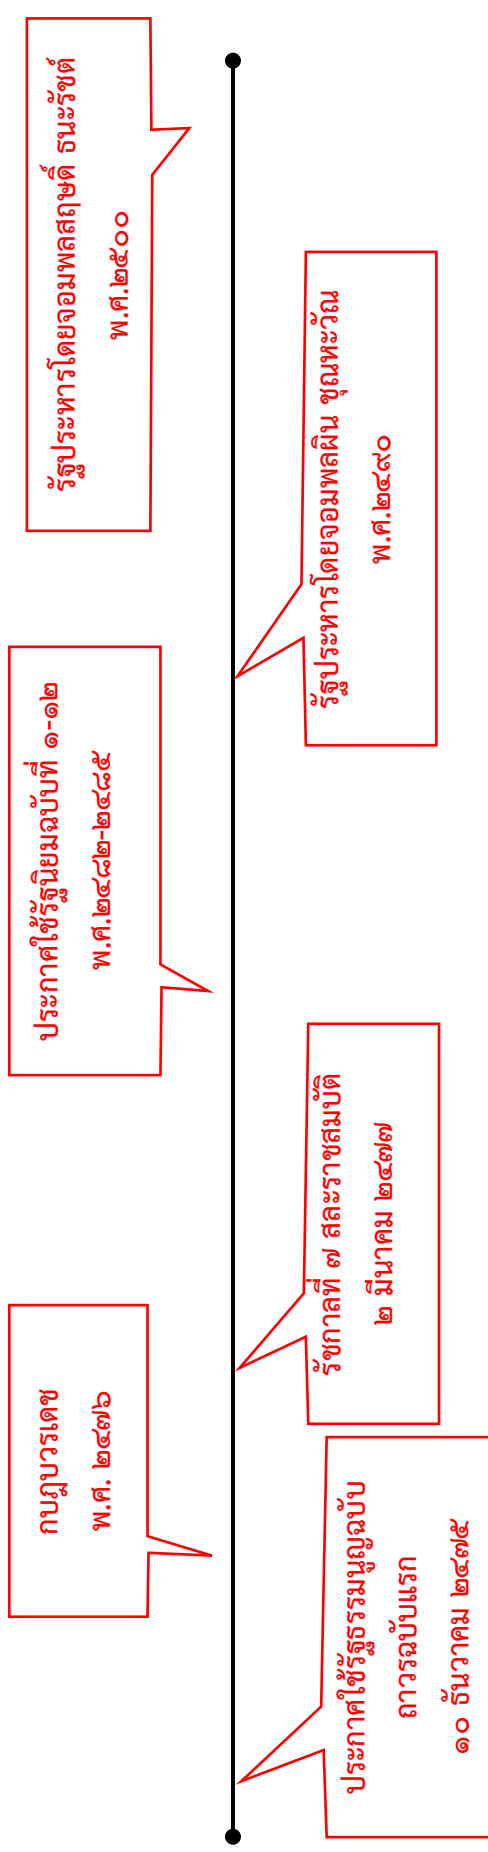 ประกาศใช้รัฐธรรมนูญฉบับ
ถาวรฉบับแรก
๑๐ ธันวาคม ๒๔๗๕
กบฏบวรเดช
พ.ศ. ๒๔๗๖
รัชกาลที่ ๗ สละราชสมบัติ
๒ มีนาคม ๒๔๗๗
ประกาศใช้รัฐนิยมฉบับที่ ๑-๑๒
พ.ศ.๒๔๘๒-๒๔๘๕
รัฐประหารโดยจอมพลผิน ชุณหะวัณ
พ.ศ.๒๔๙๐
รัฐประหารโดยจอมพลสฤษดิ์ ธนะรัชต์
พ.ศ.๒๕๐๐